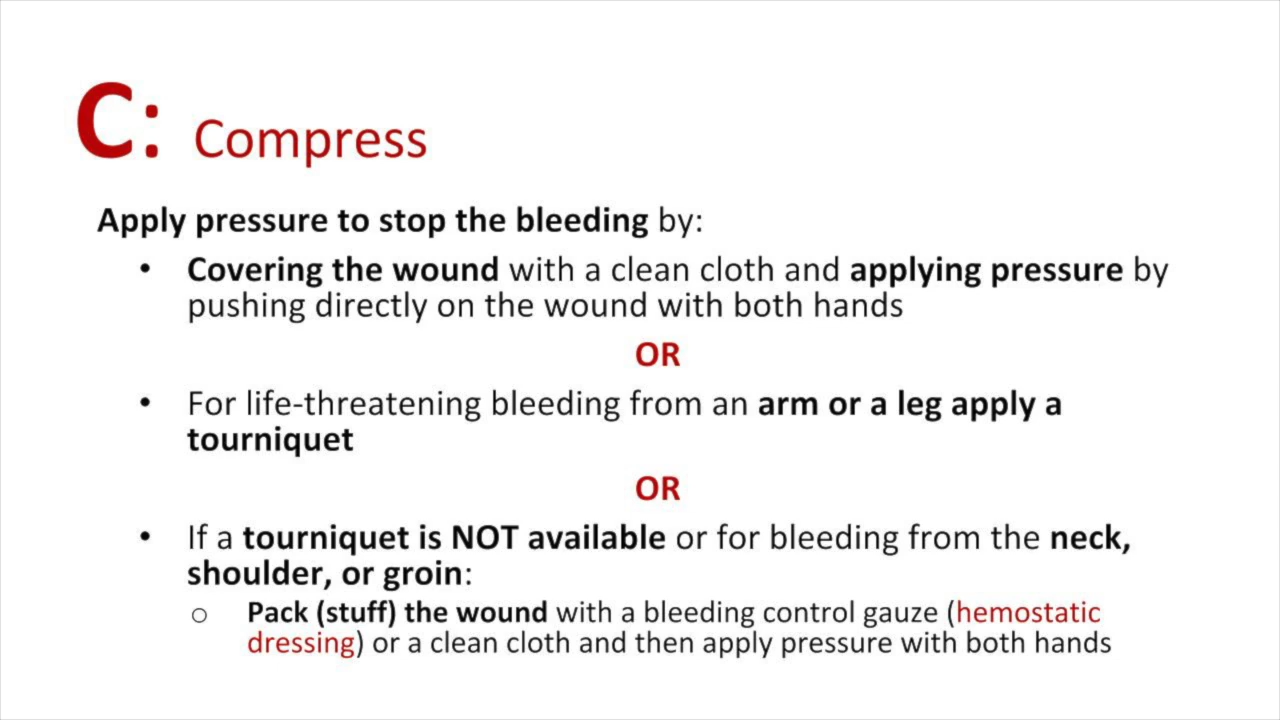 C: Compress
Apply pressure to stop the bleeding by:
• Covering the wound with a clean cloth and applying pressure by
pushing directly on the wound with both hands
OR
• For life-threatening bleeding from an arm or a leg apply a
tourniquet
OR
• If a tourniquet is NOT available or for bleeding from the neck,
shoulder, or groin:
o Pack (stuff) the wound with a bleeding control gauze (hemostatic
dressing) or a clean cloth and then apply pressure with both hands